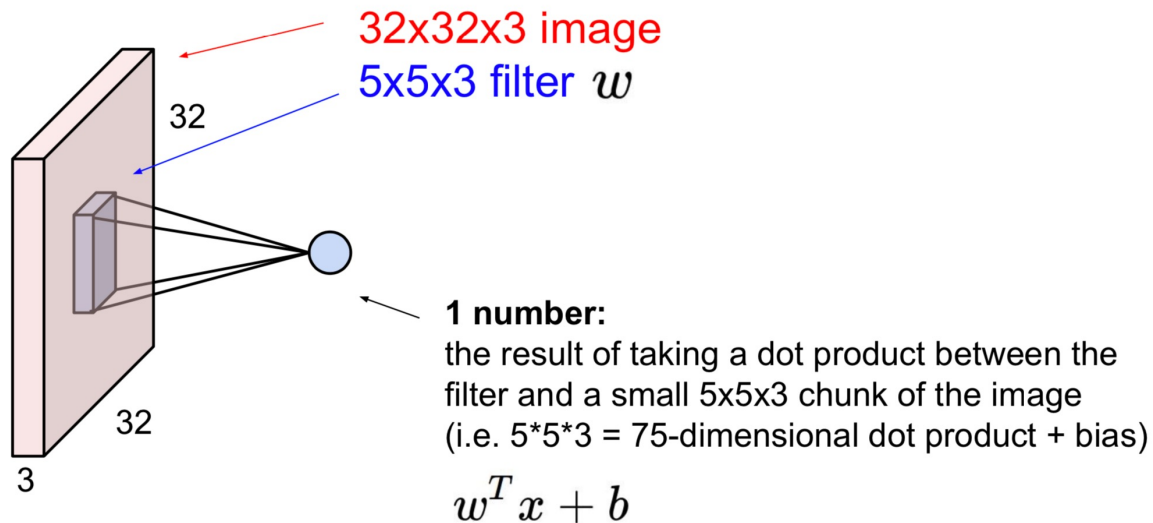 32x32x3 image
5x5x3 filter w
32
32
3
1 number:
the result of taking a dot product between the
filter and a small 5x5x3 chunk of the image
(i.e. 5*5*3 = 75-dimensional dot product + bias)
w^T x + b